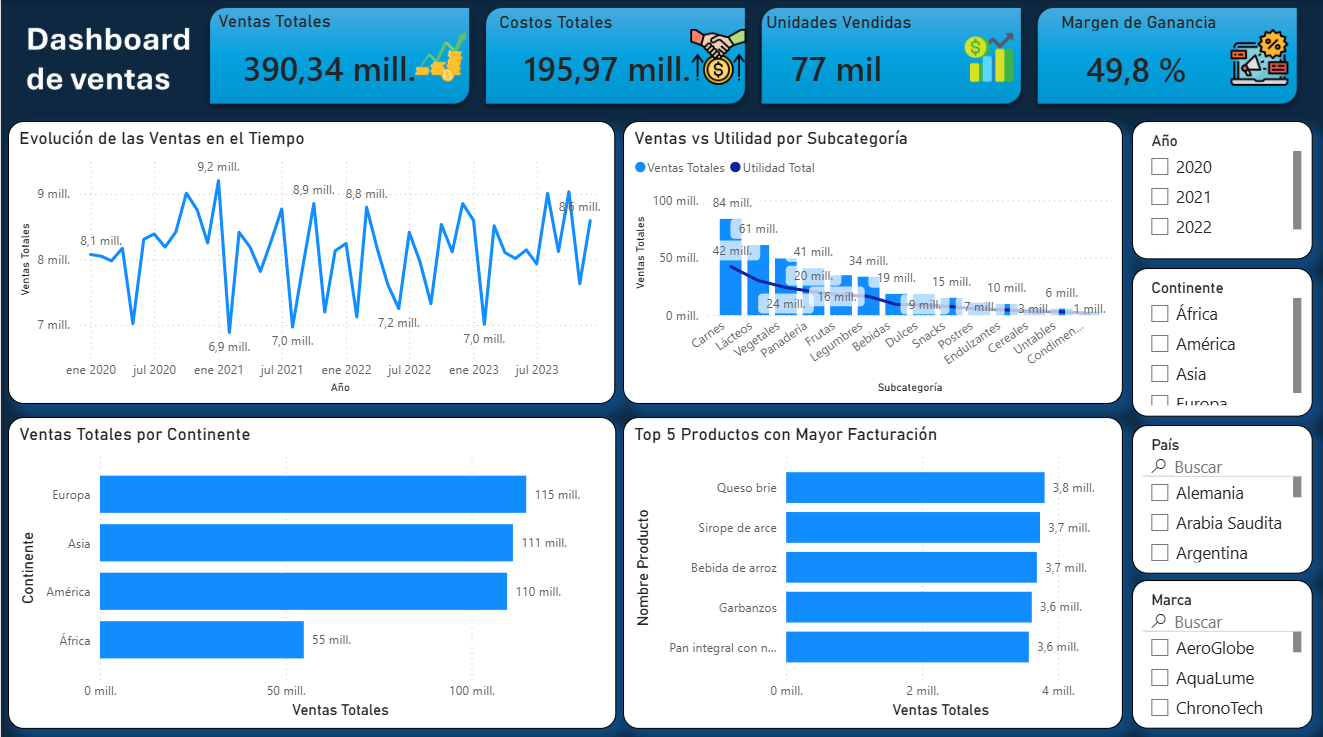 Dashboard
de ventas
Ventas Totales
390,34 mill.
Costos Totales
195,97 mill.
Unidades Vendidas
77 mil
Margen de Ganancia
49,8 %
Evolución de las Ventas en el Tiempo
9,2 mill.
9 mill.
8,9 mill.
8,8 mill.
8,6 mill.
8,1 mill.
8 mill.
7 mill.
6,9 mill.
7,0 mill.
7,2 mill.
7,0 mill.
Ventas Totales
ene 2020
jul 2020
ene 2021
jul 2021
ene 2022
jul 2022
ene 2023
jul 2023
Año
Ventas vs Utilidad por Subcategoría
Ventas Totales
Utilidad Total
100 mill.
50 mill.
0 mill.
Ventas Totales
84 mill.
61 mill.
42 mill.
41 mill.
34 mill.
24 mill.
20 mill.
16 mill.
19 mill.
9 mill.
15 mill.
7 mill.
10 mill.
3 mill.
6 mill.
1 mill.
Carnes
Lácteos
Vegetales
Panadería
Frutas
Legumbres
Bebidas
Dulces
Snacks
Postres
Endulzantes
Cereales
Untables
Condimen...
Subcategoría
Año
2020
2021
2022
Continente
África
América
Asia
Europa
Ventas Totales por Continente
Continente
Europa
115 mill.
Asia
111 mill.
América
110 mill.
África
55 mill.
0 mill.
50 mill.
100 mill.
Ventas Totales
Top 5 Productos con Mayor Facturación
Nombre Producto
Queso brie
3,8 mill.
Sirope de arce
3,7 mill.
Bebida de arroz
3,7 mill.
Garbanzos
3,6 mill.
Pan integral con n...
3,6 mill.
0 mill.
2 mill.
4 mill.
Ventas Totales
País
Buscar
Alemania
Arabia Saudita
Argentina
Marca
Buscar
AeroGlobe
AquaLume
ChronoTech